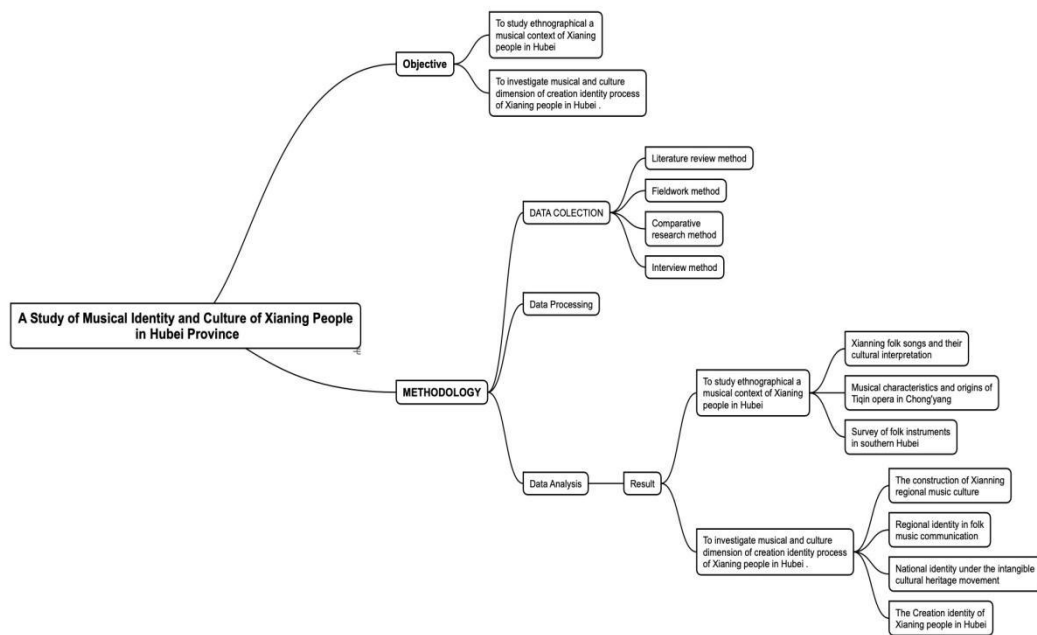 To study ethnographical a
musical context of Xianing
people in Hubei
Objective
To investigate musical and culture
dimension of creation identity process
of Xianing people in Hubei .
Literature review method
Fieldwork method
DATA COLECTION
Comparative
research method
Interview method
A Study of Musical Identity and Culture of Xianing People
in Hubei Province
Data Processing
METHODOLOGY
Xianning folk songs and their
cultural interpretation
To study ethnographical a
musical context of Xianing
people in Hubei
Musical characteristics and origins of
Tiqin opera in Chong'yang
Survey of folk instruments
in southern Hubei
Data Analysis
Result
The construction of Xianning
regional music culture
To investigate musical and culture
dimension of creation identity process
of Xianing people in Hubei .
Regional identity in folk
music communication
National identity under the intangible
cultural heritage movement
The Creation identity of
Xianing people in Hubei